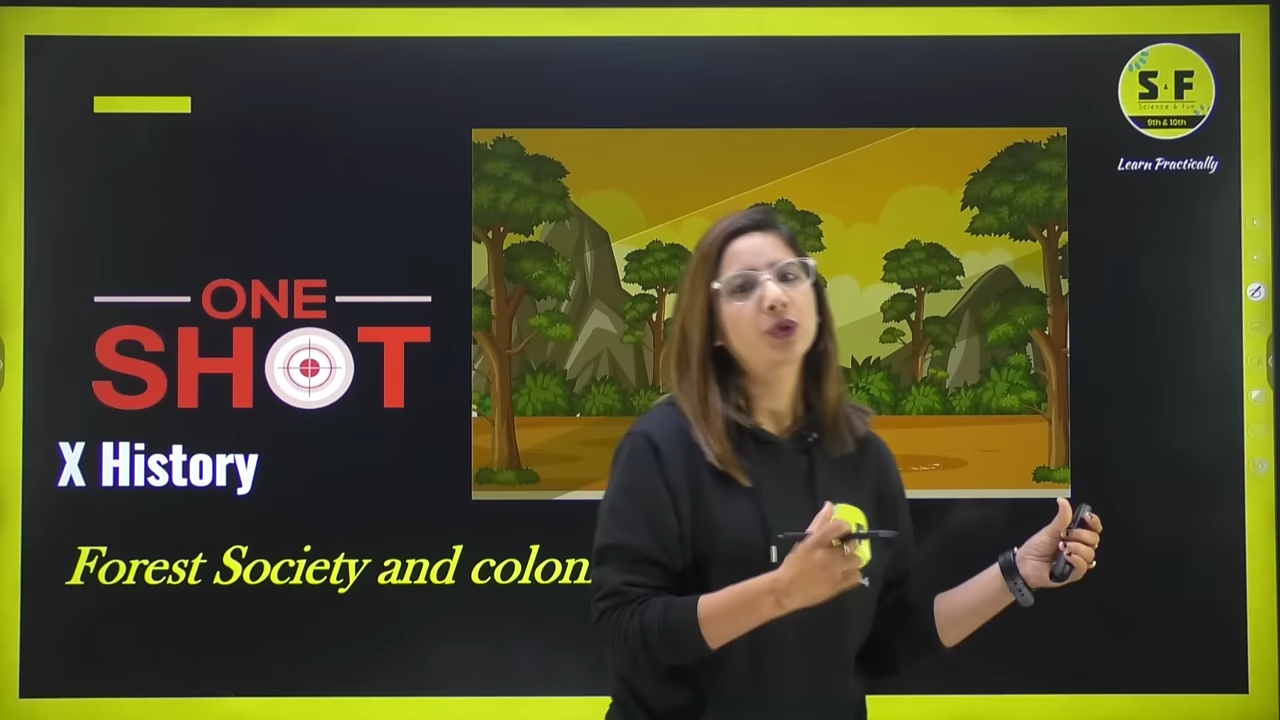 S & F
Science & Fun
9th & 10th
Learn Practically
ONE
SHOT
X History
Forest Society and colon